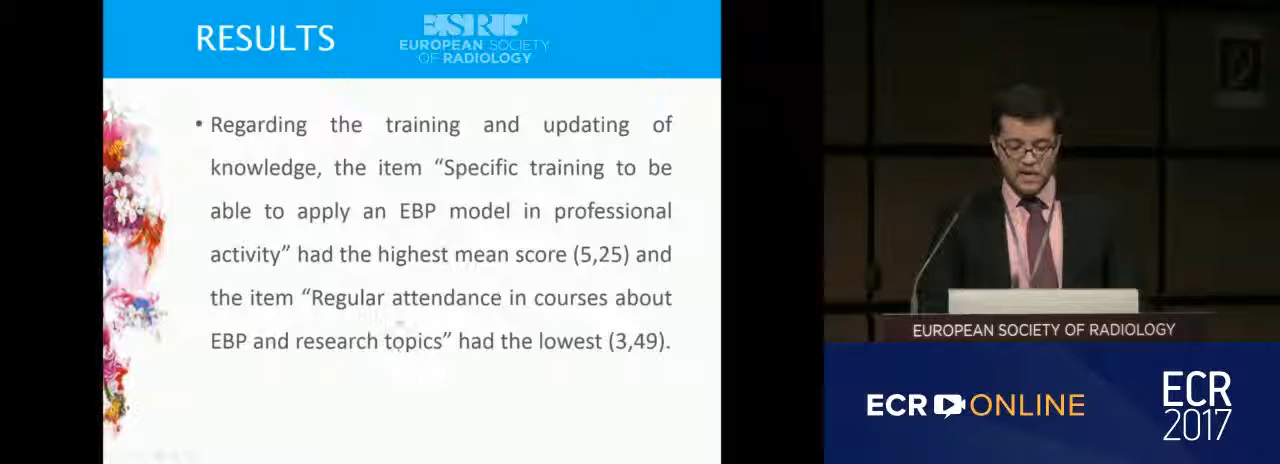 RESULTS
ESR
EUROPEAN SOCIETY
OF RADIOLOGY
• Regarding the training and updating of
knowledge, the item “Specific training to be
able to apply an EBP model in professional
activity” had the highest mean score (5,25) and
the item “Regular attendance in courses about
EBP and research topics” had the lowest (3,49).
EUROPEAN SOCIETY OF RADIOLOGY
ECR ONLINE
ECR
2017